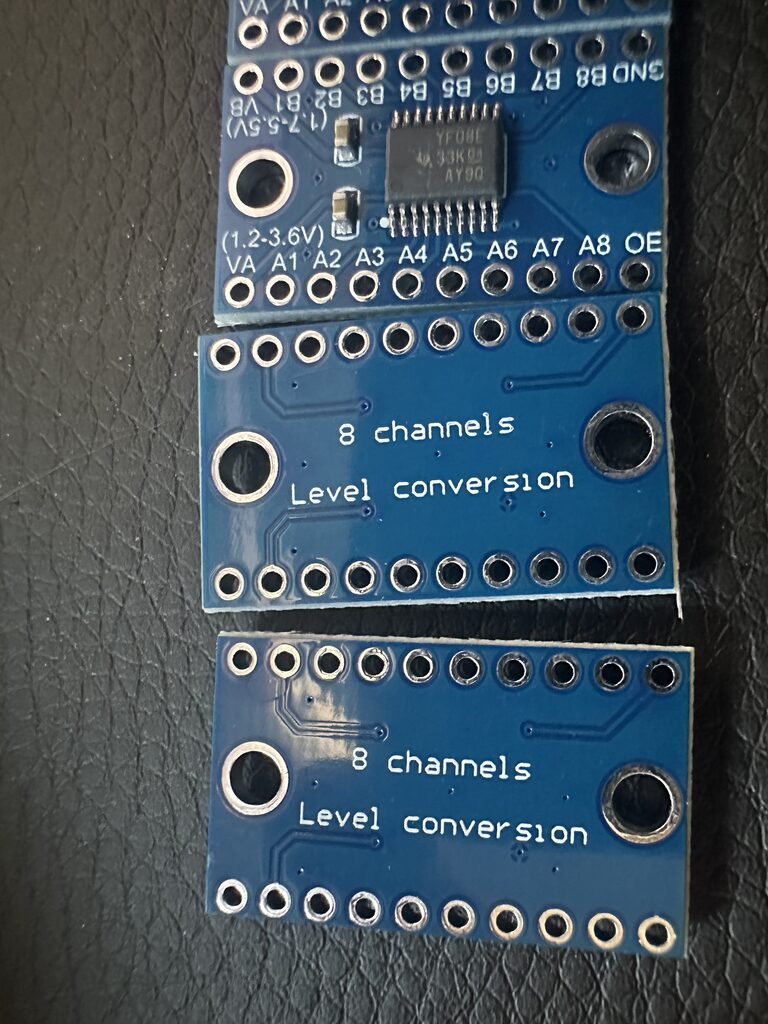 VA A1 A2
VB B1 B2 B3 B4 B5 B6 B7 B8 GND
(1.7-5.5V)
YF08E
33K
AY90
(1.2-3.6V)
VA A1 A2 A3 A4 A5 A6 A7 A8 OE
8 channels
Level conversion
8 channels
Level conversion